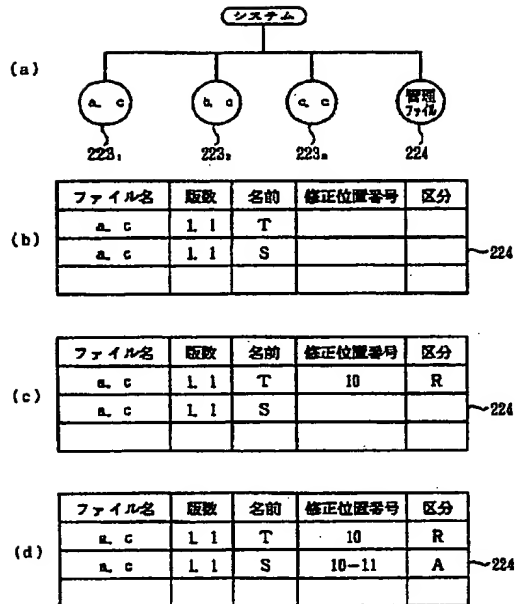 システム
(a)
a. c
b. c
c. c
管理
ファイル
223₁
223₂
223ₙ
224
(b)
ファイル名 版数 名前 修正位置番号 区分
a. c 1. 1 T
a. c 1. 1 S
224
(c)
ファイル名 版数 名前 修正位置番号 区分
a. c 1. 1 T 10 R
a. c 1. 1 S
224
(d)
ファイル名 版数 名前 修正位置番号 区分
a. c 1. 1 T 10 R
a. c 1. 1 S 10−11 A
224